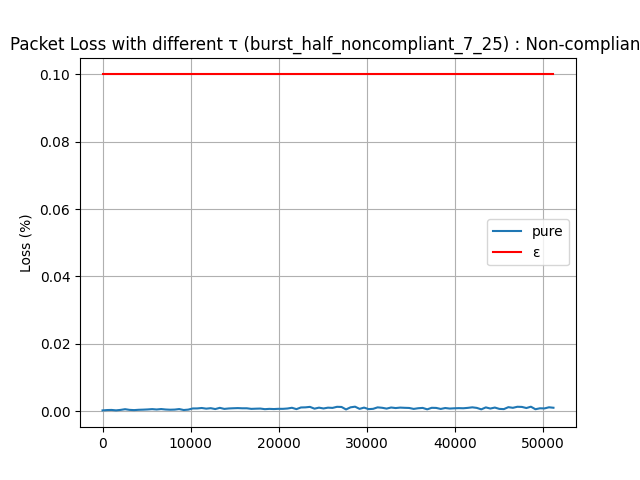 Packet Loss with different τ (burst_half_noncompliant_7_25) : Non-complian
0.10
0.08
0.06
0.04
0.02
0.00
Loss (%)
pure
ε
0 10000 20000 30000 40000 50000